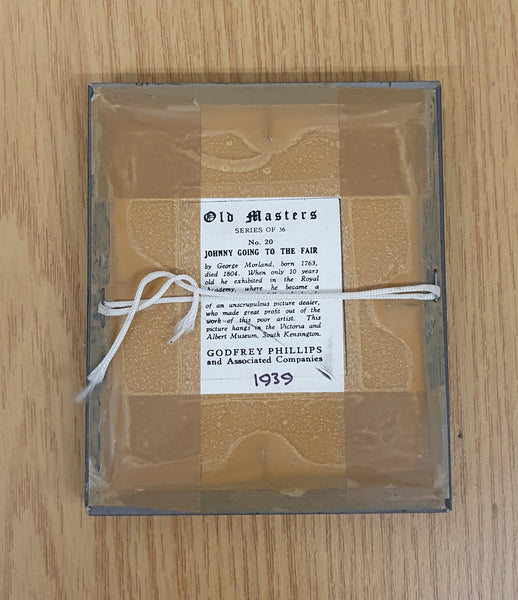 Old Masters
SERIES OF 36
No. 20
JOHNNY GOING TO THE FAIR
by George Morland, born 1763,
died 1804. When only 10 years
old he exhibited in the Royal
Academy, where he became a
of an unscrupulous picture dealer,
who made great profit out of the
work of this poor artist. This
picture hangs in the Victoria and
Albert Museum, South Kensington.
GODFREY PHILLIPS
and Associated Companies
1939